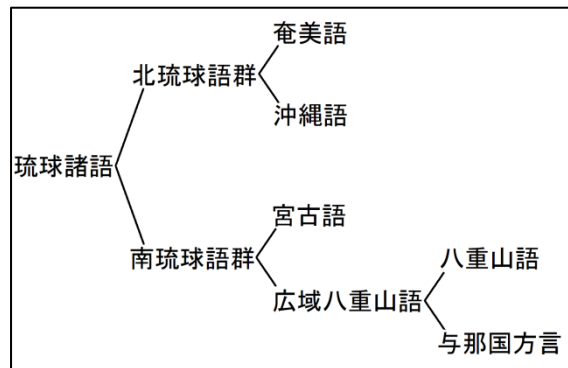 奄美語
北琉球語群
沖縄語
琉球諸語
宮古語
南琉球語群
八重山語
広域八重山語
与那国方言